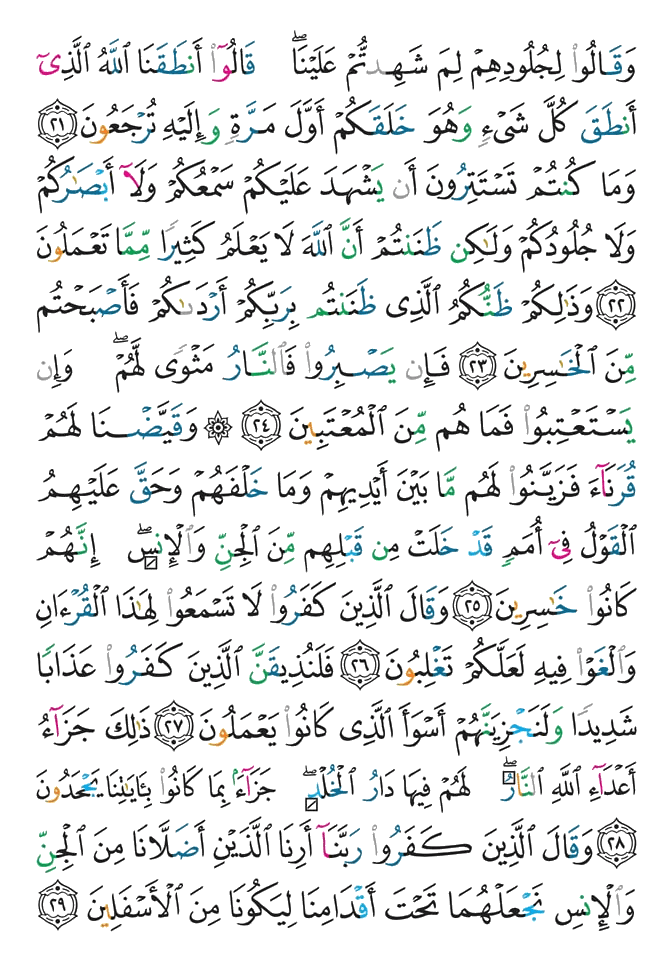 وَقَالُوا۟ لِجُلُودِهِمْ لِمَ شَهِدتُّمْ عَلَيْنَا ۖ قَالُوٓا۟ أَنطَقَنَا ٱللَّهُ ٱلَّذِىٓ
أَنطَقَ كُلَّ شَىْءٍ وَهُوَ خَلَقَكُمْ أَوَّلَ مَرَّةٍ وَإِلَيْهِ تُرْجَعُونَ ٢١
وَمَا كُنتُمْ تَسْتَتِرُونَ أَن يَشْهَدَ عَلَيْكُمْ سَمْعُكُمْ وَلَآ أَبْصَٰرُكُمْ
وَلَا جُلُودُكُمْ وَلَٰكِن ظَنَنتُمْ أَنَّ ٱللَّهَ لَا يَعْلَمُ كَثِيرًا مِّمَّا تَعْمَلُونَ
٢٢ وَذَٰلِكُمْ ظَنُّكُمُ ٱلَّذِى ظَنَنتُم بِرَبِّكُمْ أَرْدَىٰكُمْ فَأَصْبَحْتُم
مِّنَ ٱلْخَٰسِرِينَ ٢٣ فَإِن يَصْبِرُوا۟ فَٱلنَّارُ مَثْوًى لَّهُمْ ۖ وَإِن
يَسْتَعْتِبُوا۟ فَمَا هُم مِّنَ ٱلْمُعْتَبِينَ ٢٤ ۞ وَقَيَّضْنَا لَهُمْ
قُرَنَآءَ فَزَيَّنُوا۟ لَهُم مَّا بَيْنَ أَيْدِيهِمْ وَمَا خَلْفَهُمْ وَحَقَّ عَلَيْهِمُ
ٱلْقَوْلُ فِىٓ أُمَمٍ قَدْ خَلَتْ مِن قَبْلِهِم مِّنَ ٱلْجِنِّ وَٱلْإِنسِ ۖ إِنَّهُمْ
كَانُوا۟ خَٰسِرِينَ ٢٥ وَقَالَ ٱلَّذِينَ كَفَرُوا۟ لَا تَسْمَعُوا۟ لِهَٰذَا ٱلْقُرْءَانِ
وَٱلْغَوْا۟ فِيهِ لَعَلَّكُمْ تَغْلِبُونَ ٢٦ فَلَنُذِيقَنَّ ٱلَّذِينَ كَفَرُوا۟ عَذَابًا
شَدِيدًا وَلَنَجْزِيَنَّهُمْ أَسْوَأَ ٱلَّذِى كَانُوا۟ يَعْمَلُونَ ٢٧ ذَٰلِكَ جَزَآءُ
أَعْدَآءِ ٱللَّهِ ٱلنَّارُ ۖ لَهُمْ فِيهَا دَارُ ٱلْخُلْدِ ۖ جَزَآءًۢ بِمَا كَانُوا۟ بِـَٔايَٰتِنَا يَجْحَدُونَ
٢٨ وَقَالَ ٱلَّذِينَ كَفَرُوا۟ رَبَّنَآ أَرِنَا ٱلَّذَيْنِ أَضَلَّانَا مِنَ ٱلْجِنِّ
وَٱلْإِنسِ نَجْعَلْهُمَا تَحْتَ أَقْدَامِنَا لِيَكُونَا مِنَ ٱلْأَسْفَلِينَ ٢٩